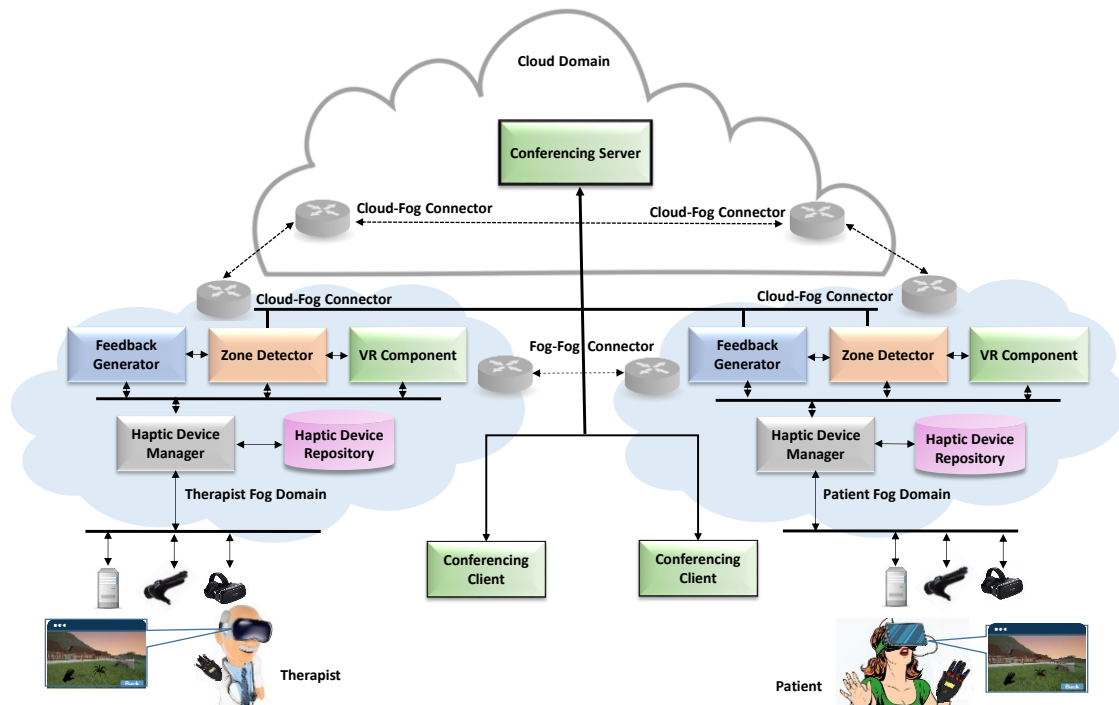 Cloud Domain
Conferencing Server
Cloud-Fog Connector
Cloud-Fog Connector
Cloud-Fog Connector
Cloud-Fog Connector
Feedback
Generator
Zone Detector
VR Component
Fog-Fog Connector
Feedback
Generator
Zone Detector
VR Component
Haptic Device
Manager
Haptic Device
Repository
Haptic Device
Manager
Haptic Device
Repository
Therapist Fog Domain
Patient Fog Domain
Conferencing
Client
Conferencing
Client
Therapist
Patient